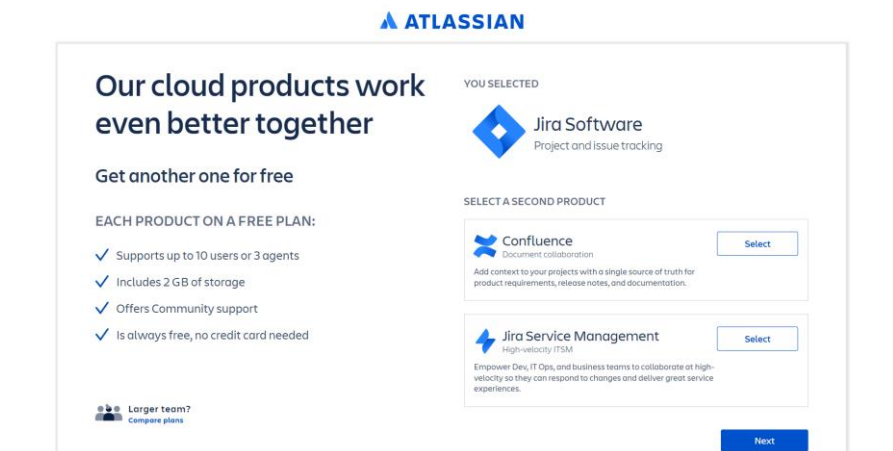 ATLASSIAN
Our cloud products work
even better together
Get another one for free
EACH PRODUCT ON A FREE PLAN:
Supports up to 10 users or 3 agents
Includes 2 GB of storage
Offers Community support
Is always free, no credit card needed
Larger team?
Compare plans
YOU SELECTED
Jira Software
Project and issue tracking
SELECT A SECOND PRODUCT
Confluence
Document collaboration
Select
Add context to your projects with a single source of truth for
product requirements, release notes, and documentation.
Jira Service Management
High-velocity ITSM
Select
Empower Dev, IT Ops, and business teams to collaborate at high-
velocity so they can respond to changes and deliver great service
experiences.
Next